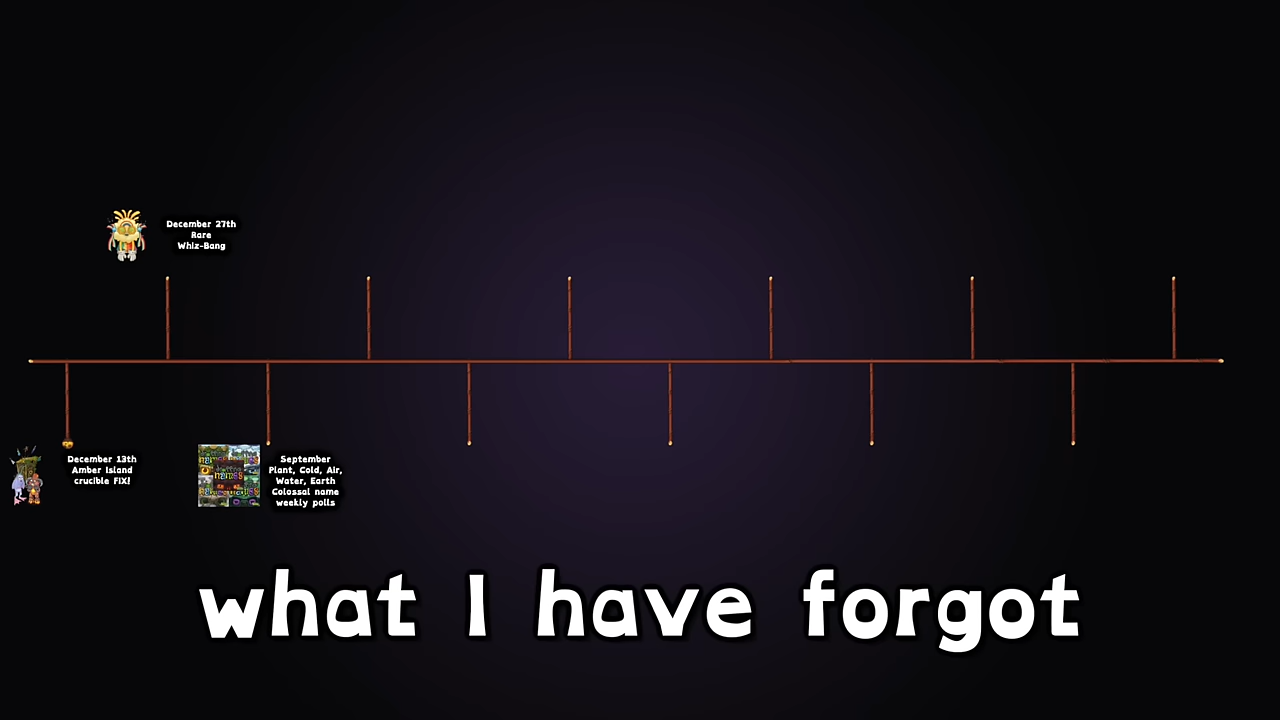 December 27th
Rare
Whiz-Bang
December 13th
Amber Island
crucible FIX!
September
Plant, Cold, Air,
Water, Earth
Colossal name
weekly polls
what I have forgot